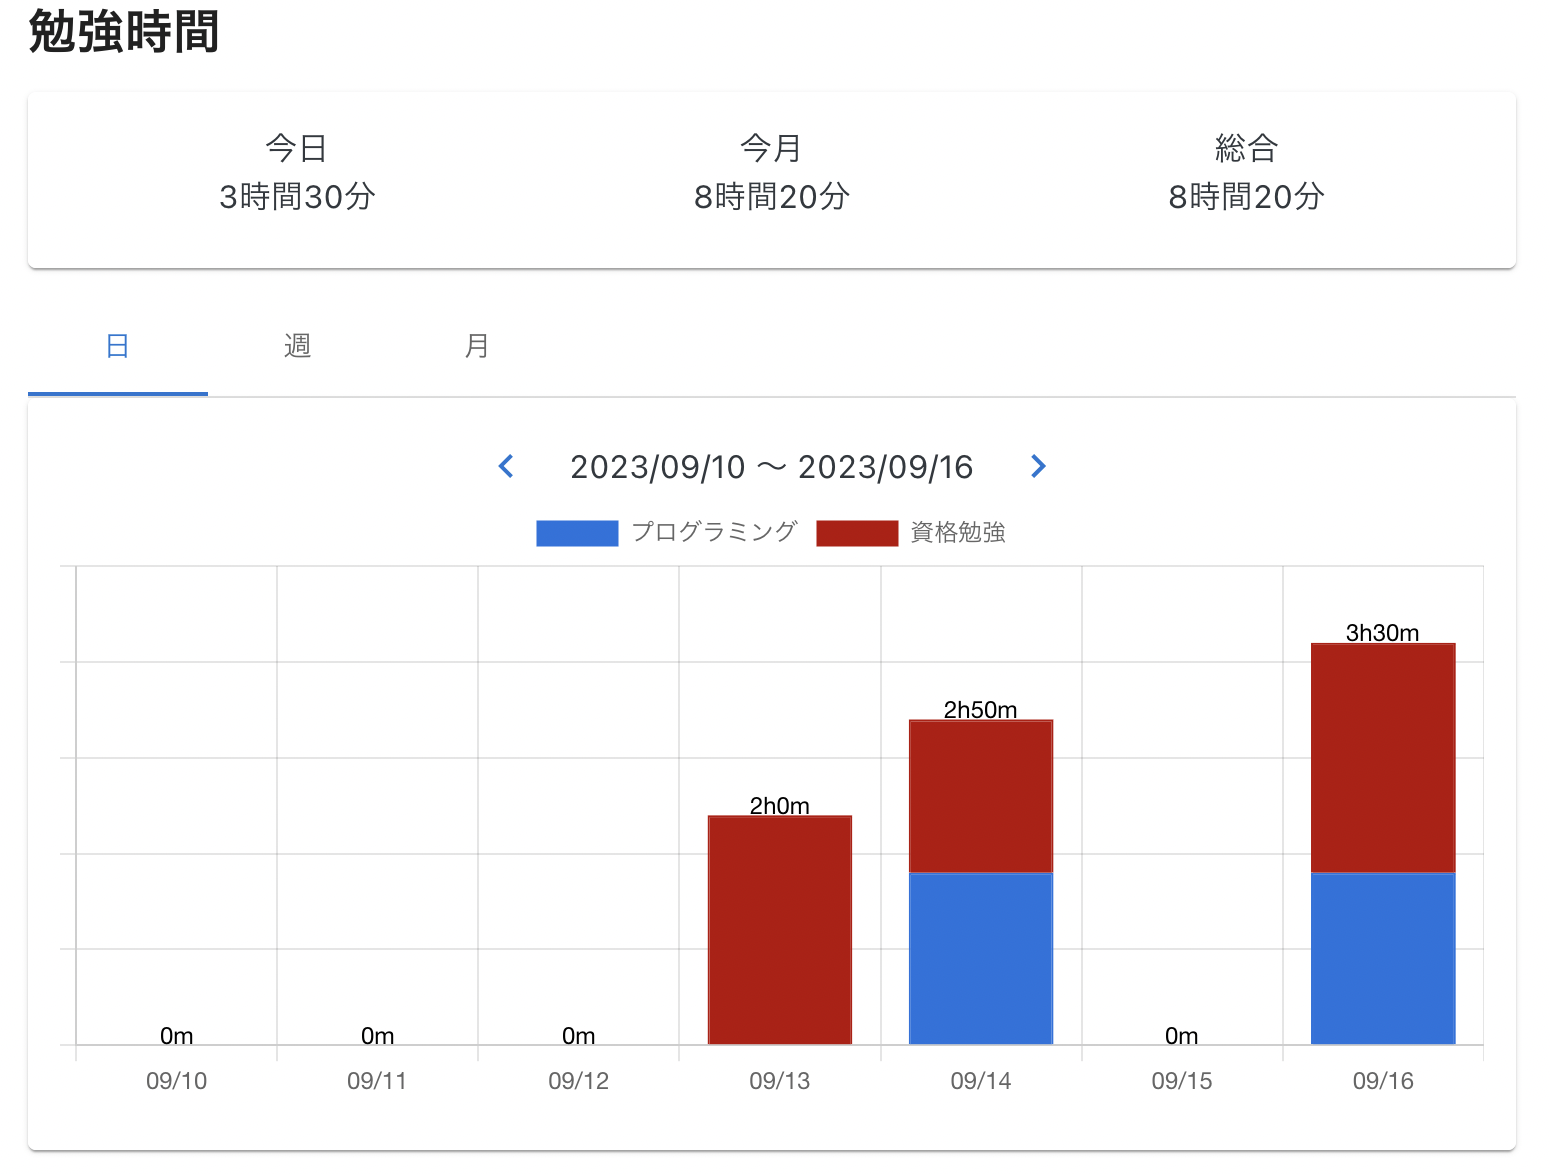 勉強時間
今日 今月 総合
3時間30分 8時間20分 8時間20分
日 週 月
2023/09/10 〜 2023/09/16
プログラミング 資格勉強
3h30m
2h50m
2h0m
0m 0m 0m 0m
09/10 09/11 09/12 09/13 09/14 09/15 09/16